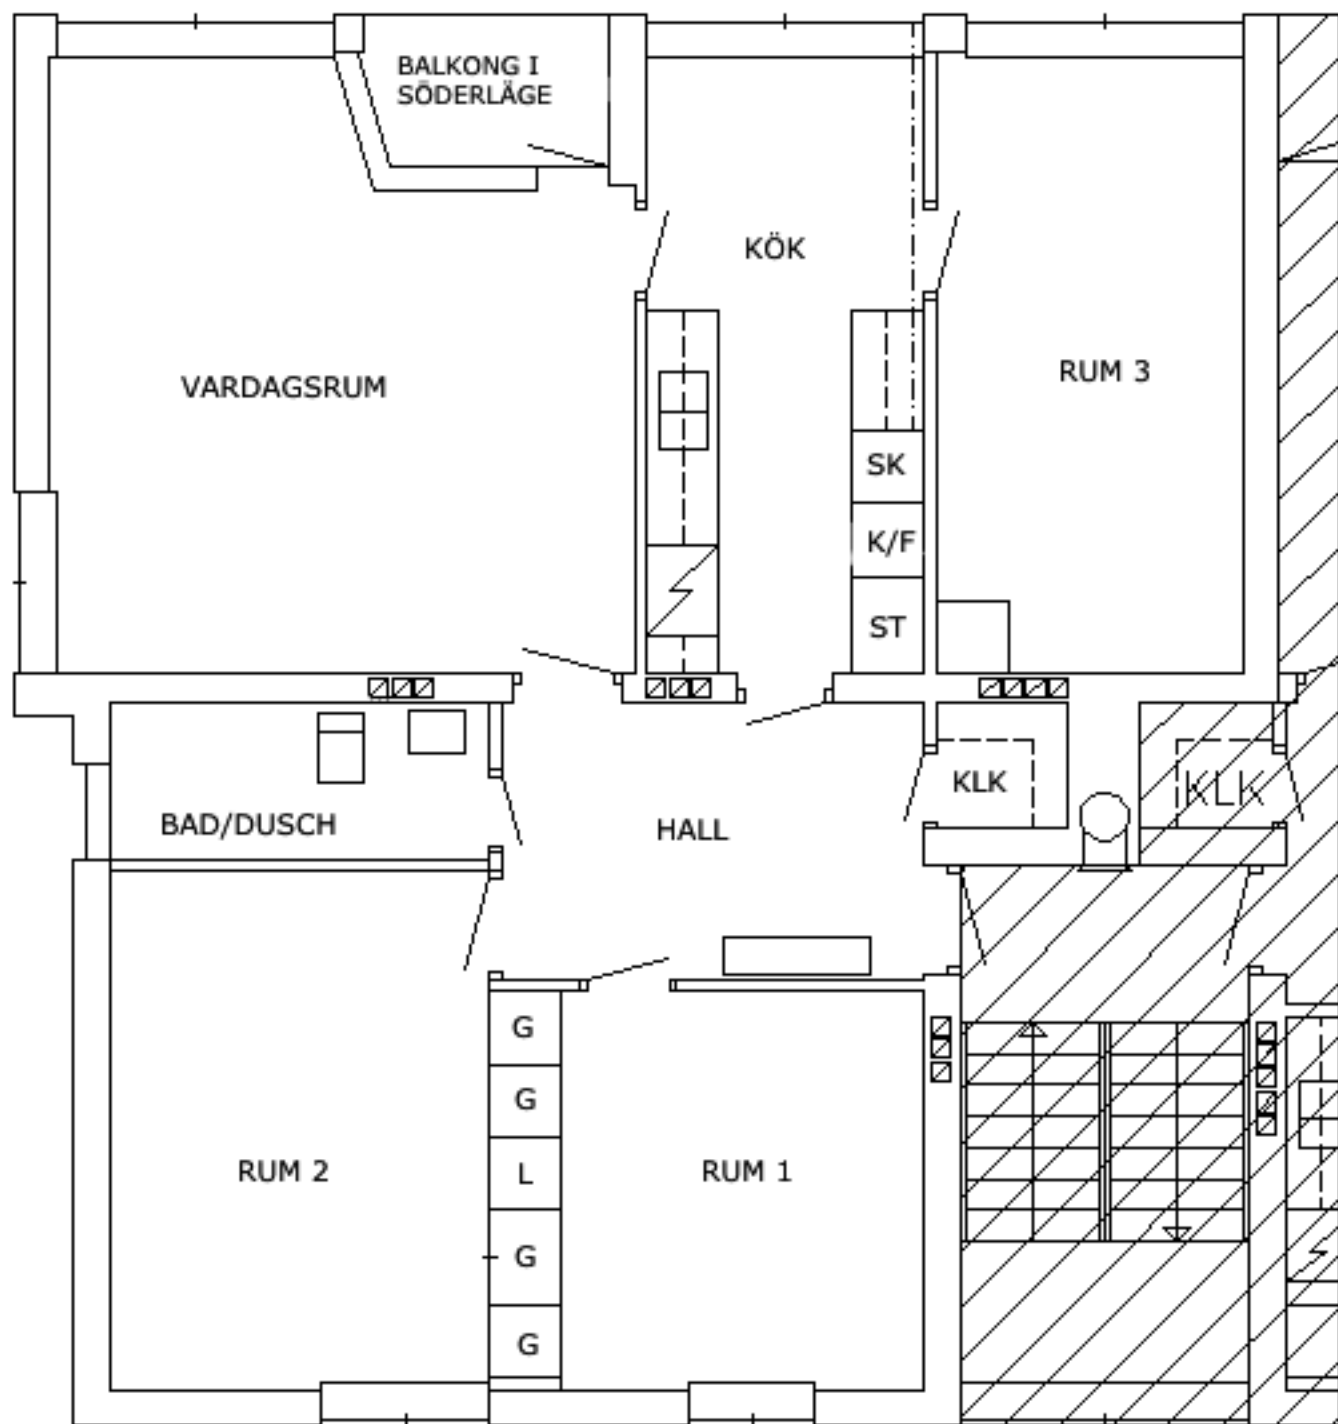 BALKONG I
SÖDERLÄGE
KÖK
VARDAGSRUM
RUM 3
SK
K/F
ST
KLK
KLK
BAD/DUSCH
HALL
G
G
L
G
G
RUM 2
RUM 1